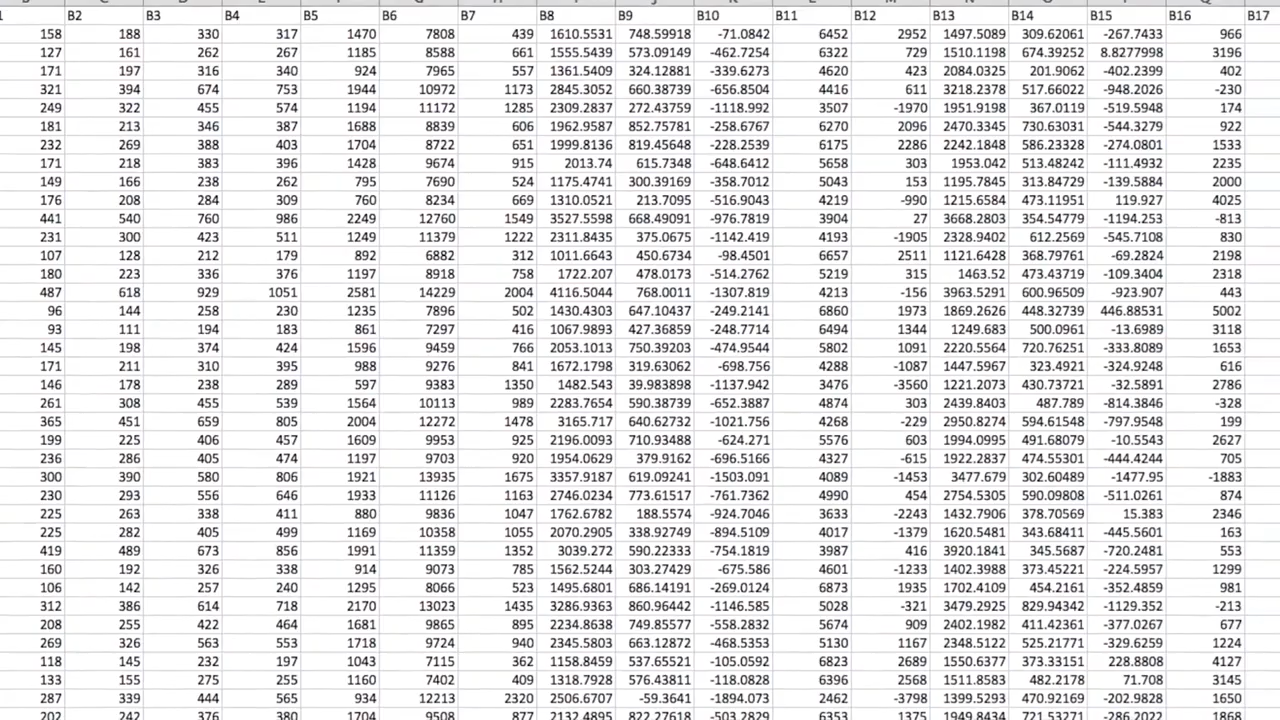 B2 B3 B4 B5 B6 B7 B8 B9 B10 B11 B12 B13 B14 B15 B16 B17
158 188 330 317 1470 7808 439 1610.5531 748.59918 -71.0842 6452 2952 1497.5089 309.62061 -267.7433 966
127 161 262 267 1185 8588 661 1555.5439 573.09149 -462.7254 6322 729 1510.1198 674.39252 8.8277998 3196
171 197 316 340 924 7965 557 1361.5409 324.12881 -339.6273 4620 423 2084.0325 201.9062 -402.2399 402
321 394 674 753 1944 10972 1173 2845.3052 660.38739 -656.8504 4416 611 3218.2378 517.66022 -948.2026 -230
249 322 455 574 1194 11172 1285 2309.2837 272.43759 -1118.992 3507 -1970 1951.9198 367.0119 -519.5948 174
181 213 346 387 1688 8839 606 1962.9587 852.75781 -258.6767 6270 2096 2470.3345 730.63031 -544.3279 922
232 269 388 403 1704 8722 651 1999.8136 819.45648 -228.2539 6175 2286 2242.1848 586.23328 -274.0801 1533
171 218 383 396 1428 9674 915 2013.74 615.7348 -648.6412 5658 303 1953.042 513.48242 -111.4932 2235
149 166 238 262 795 7690 524 1175.4741 300.39169 -358.7012 5043 153 1195.7845 313.84729 -139.5884 2000
176 208 284 309 760 8234 669 1310.0521 213.7095 -516.9043 4219 -990 1215.6584 473.11951 119.927 4025
441 540 760 986 2249 12760 1549 3527.5598 668.49091 -976.7819 3904 27 3668.2803 354.54779 -1194.253 -813
231 300 423 511 1249 11379 1222 2311.8435 375.0675 -1142.419 4193 -1905 2328.9402 612.2569 -545.7108 830
107 128 212 179 892 6882 312 1011.6643 450.6734 -98.4501 6657 2511 1121.6428 368.79761 -69.2824 2198
180 223 336 376 1197 8918 758 1722.207 478.0173 -514.2762 5219 315 1463.52 473.43719 -109.3404 2318
487 618 929 1051 2581 14229 2004 4116.5044 768.0011 -1307.819 4213 -156 3963.5291 600.96509 -923.907 443
96 144 258 230 1235 7896 502 1430.4303 647.10437 -249.2141 6860 1973 1869.2626 448.32739 446.88531 5002
93 111 194 183 861 7297 416 1067.9893 427.36859 -248.7714 6494 1344 1249.683 500.0961 -13.6989 3118
145 198 374 424 1596 9459 766 2053.1013 750.39203 -474.9544 5802 1091 2220.5564 720.76251 -333.8089 1653
171 211 310 395 988 9276 841 1672.1798 319.63062 -698.756 4288 -1087 1447.5967 323.4921 -324.9248 616
146 178 238 289 597 9383 1350 1482.543 39.983898 -1137.942 3476 -3560 1221.2073 430.73721 -32.5891 2786
261 308 455 539 1564 10113 989 2283.7654 590.38739 -652.3887 4874 303 2439.8403 487.789 -814.3846 -328
365 451 659 805 2004 12272 1478 3165.717 640.62732 -1021.756 4268 -229 2950.8274 594.61548 -797.9548 199
199 225 406 457 1609 9953 925 2196.0093 710.93488 -624.271 5576 603 1994.0995 491.68079 -10.5543 2627
236 286 405 474 1197 9703 920 1954.0629 379.9162 -696.5166 4327 -615 1922.2837 474.55301 -444.4244 705
300 390 580 806 1921 13935 1675 3357.9187 619.09241 -1503.091 4089 -1453 3477.679 302.60489 -1477.95 -1883
230 293 556 646 1933 11126 1163 2746.0234 773.61517 -761.7362 4990 454 2754.5305 590.09808 -511.0261 874
225 263 338 411 880 9836 1047 1762.6782 188.5574 -924.7046 3633 -2243 1432.7906 378.70569 15.383 2346
225 282 405 499 1169 10358 1055 2070.2905 338.92749 -894.5109 4017 -1379 1620.5481 343.68411 -445.5601 163
419 489 673 856 1991 11359 1352 3039.272 590.22333 -754.1819 3987 416 3920.1841 345.5687 -720.2481 553
160 192 326 338 914 9073 785 1562.5244 303.27429 -675.586 4601 -1233 1402.3988 373.45221 -224.5957 1299
106 142 257 240 1295 8066 523 1495.6801 686.14191 -269.0124 6873 1935 1702.4109 454.2161 -352.4859 981
312 386 614 718 2170 13023 1435 3286.9363 860.96442 -1146.585 5028 -321 3479.2925 829.94342 -1129.352 -213
208 255 422 464 1681 9865 895 2234.8638 749.85577 -558.2832 5674 909 2402.1982 411.42361 -377.0267 677
269 326 563 553 1718 9724 940 2345.5803 663.12872 -468.5353 5130 1167 2348.5122 525.21771 -329.6259 1224
118 145 232 197 1043 7115 362 1158.8459 537.65521 -105.0592 6823 2689 1550.6377 373.33151 228.8808 4127
133 155 275 255 1160 7402 409 1318.7928 576.43811 -118.0828 6396 2568 1511.8583 482.2178 71.708 3145
287 339 444 565 934 12213 2320 2506.6707 -59.3641 -1894.073 2462 -3798 1399.5293 470.92169 -202.9828 1650
202 242 376 380 1704 9508 877 2132.4895 822.27618 -503.2829 6353 1375 1949.8434 721.53271 -286.2022 1868